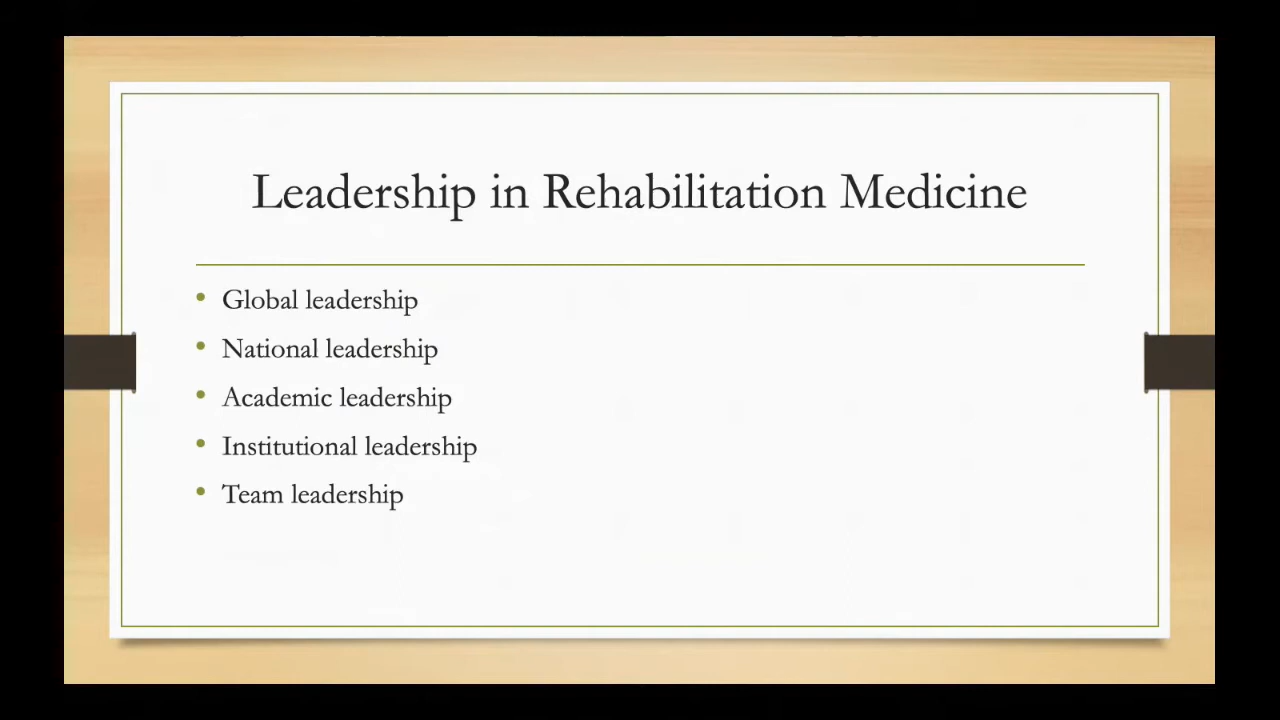 Leadership in Rehabilitation Medicine
• Global leadership
• National leadership
• Academic leadership
• Institutional leadership
• Team leadership